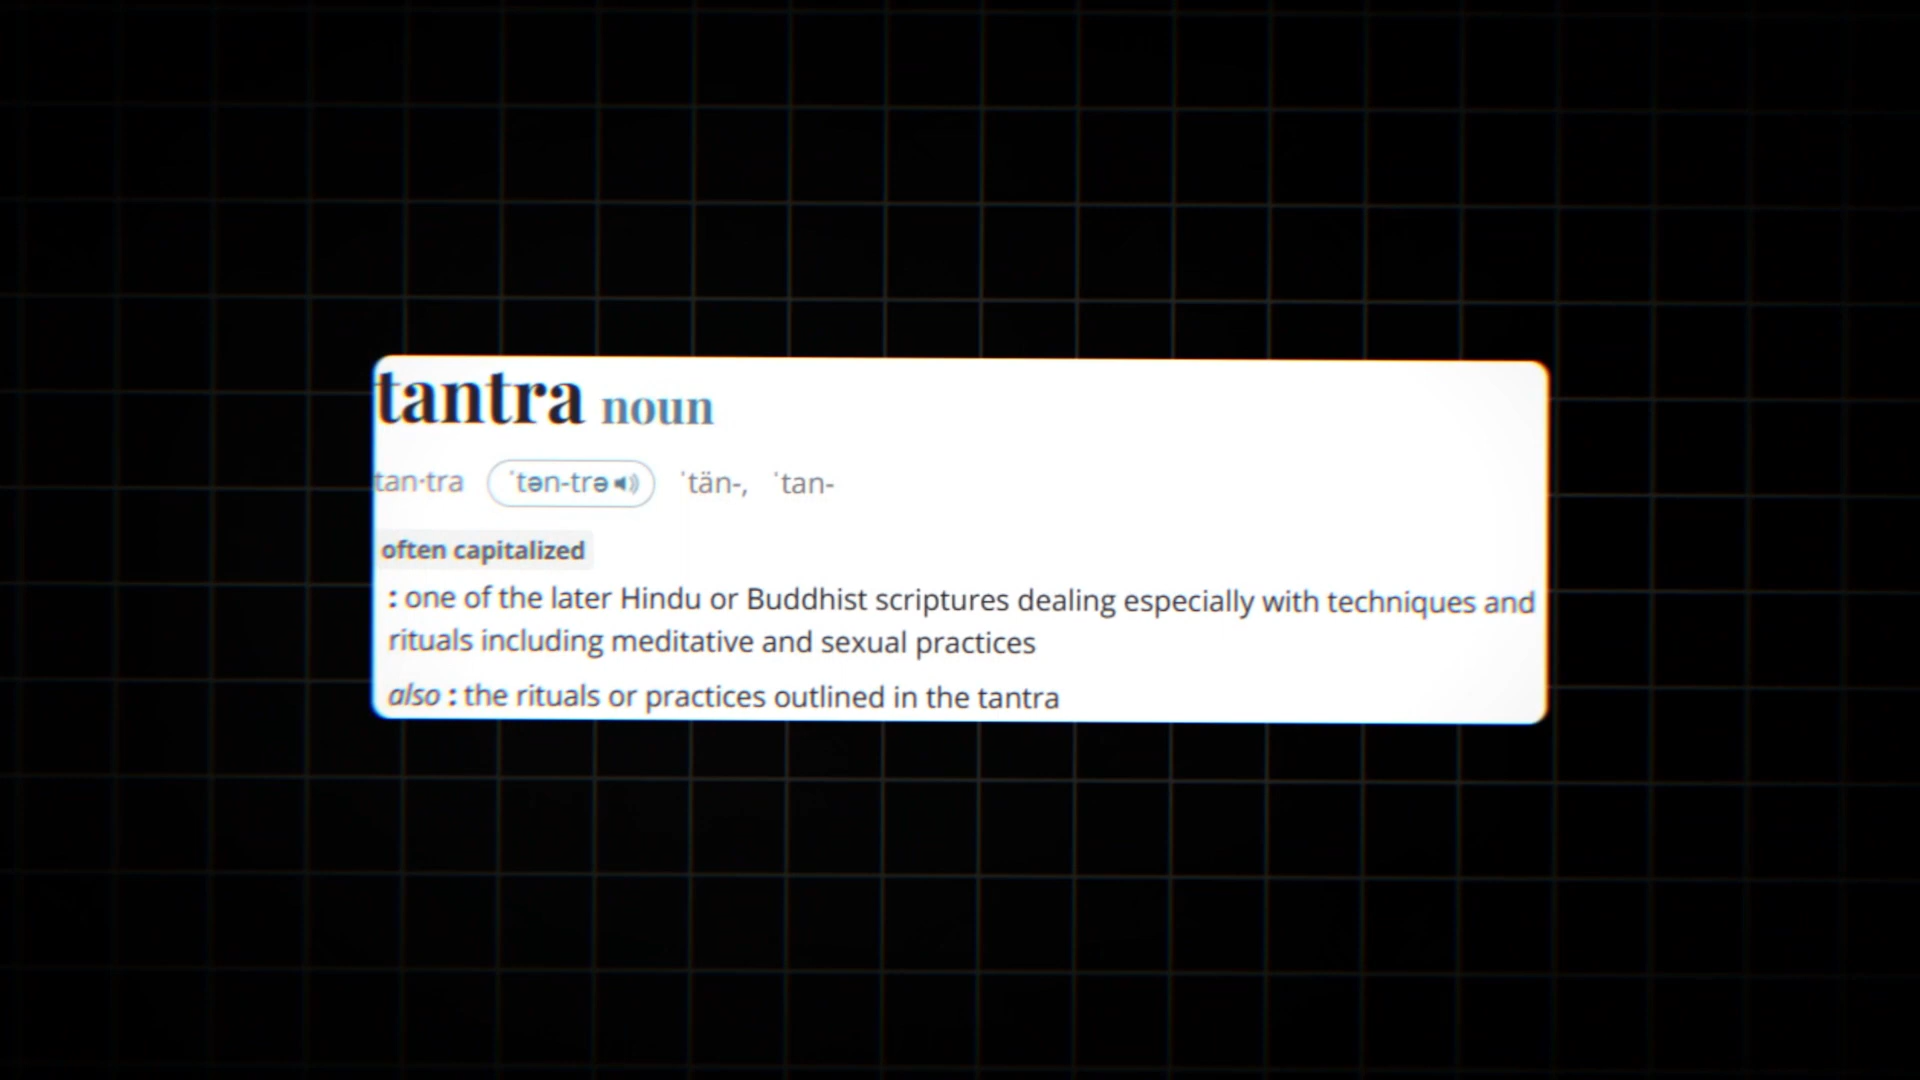 tantra noun
tan·tra ˈtən-trə ˈtän-, ˈtan-
often capitalized
: one of the later Hindu or Buddhist scriptures dealing especially with techniques and
rituals including meditative and sexual practices
also : the rituals or practices outlined in the tantra